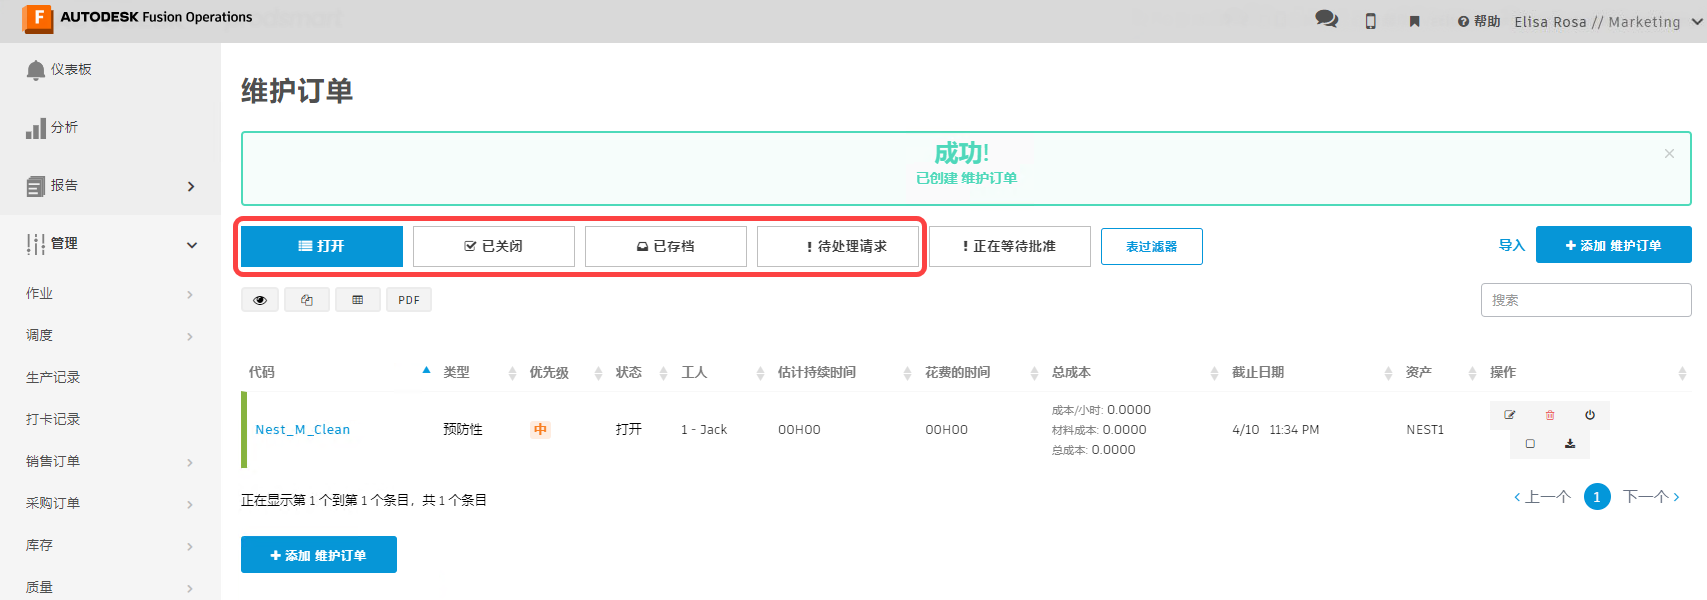 F AUTODESK Fusion Operations
帮助 Elisa Rosa // Marketing
仪表板
分析
报告
管理
作业
调度
生产记录
打卡记录
销售订单
采购订单
库存
质量
维护订单
成功!
已创建 维护订单
×
打开 已关闭 已存档 ! 待处理请求 ! 正在等待批准 表过滤器 导入 + 添加 维护订单
PDF 搜索
代码 类型 优先级 状态 工人 估计持续时间 花费的时间 总成本 截止日期 资产 操作
Nest_M_Clean 预防性 中 打开 1 - Jack 00H00 00H00
成本/小时: 0.0000
材料成本: 0.0000
总成本: 0.0000
4/10 11:34 PM NEST1
正在显示第 1 个到第 1 个条目，共 1 个条目
‹ 上一个 1 下一个 ›
+ 添加 维护订单